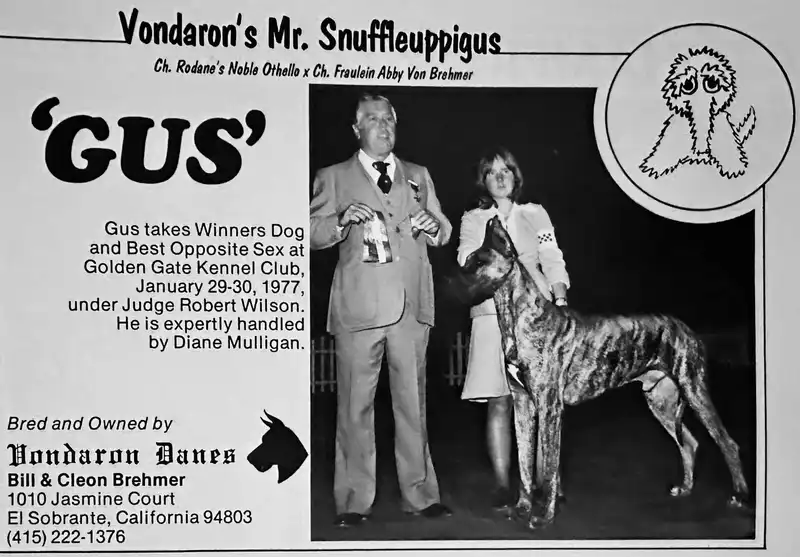 Vondaron's Mr. Snuffleuppigus
Ch. Rodane's Noble Othello x Ch. Fraulein Abby Von Brehmer
'GUS'
Gus takes Winners Dog
and Best Opposite Sex at
Golden Gate Kennel Club,
January 29-30, 1977,
under Judge Robert Wilson.
He is expertly handled
by Diane Mulligan.
Bred and Owned by
Vondaron Danes
Bill & Cleon Brehmer
1010 Jasmine Court
El Sobrante, California 94803
(415) 222-1376